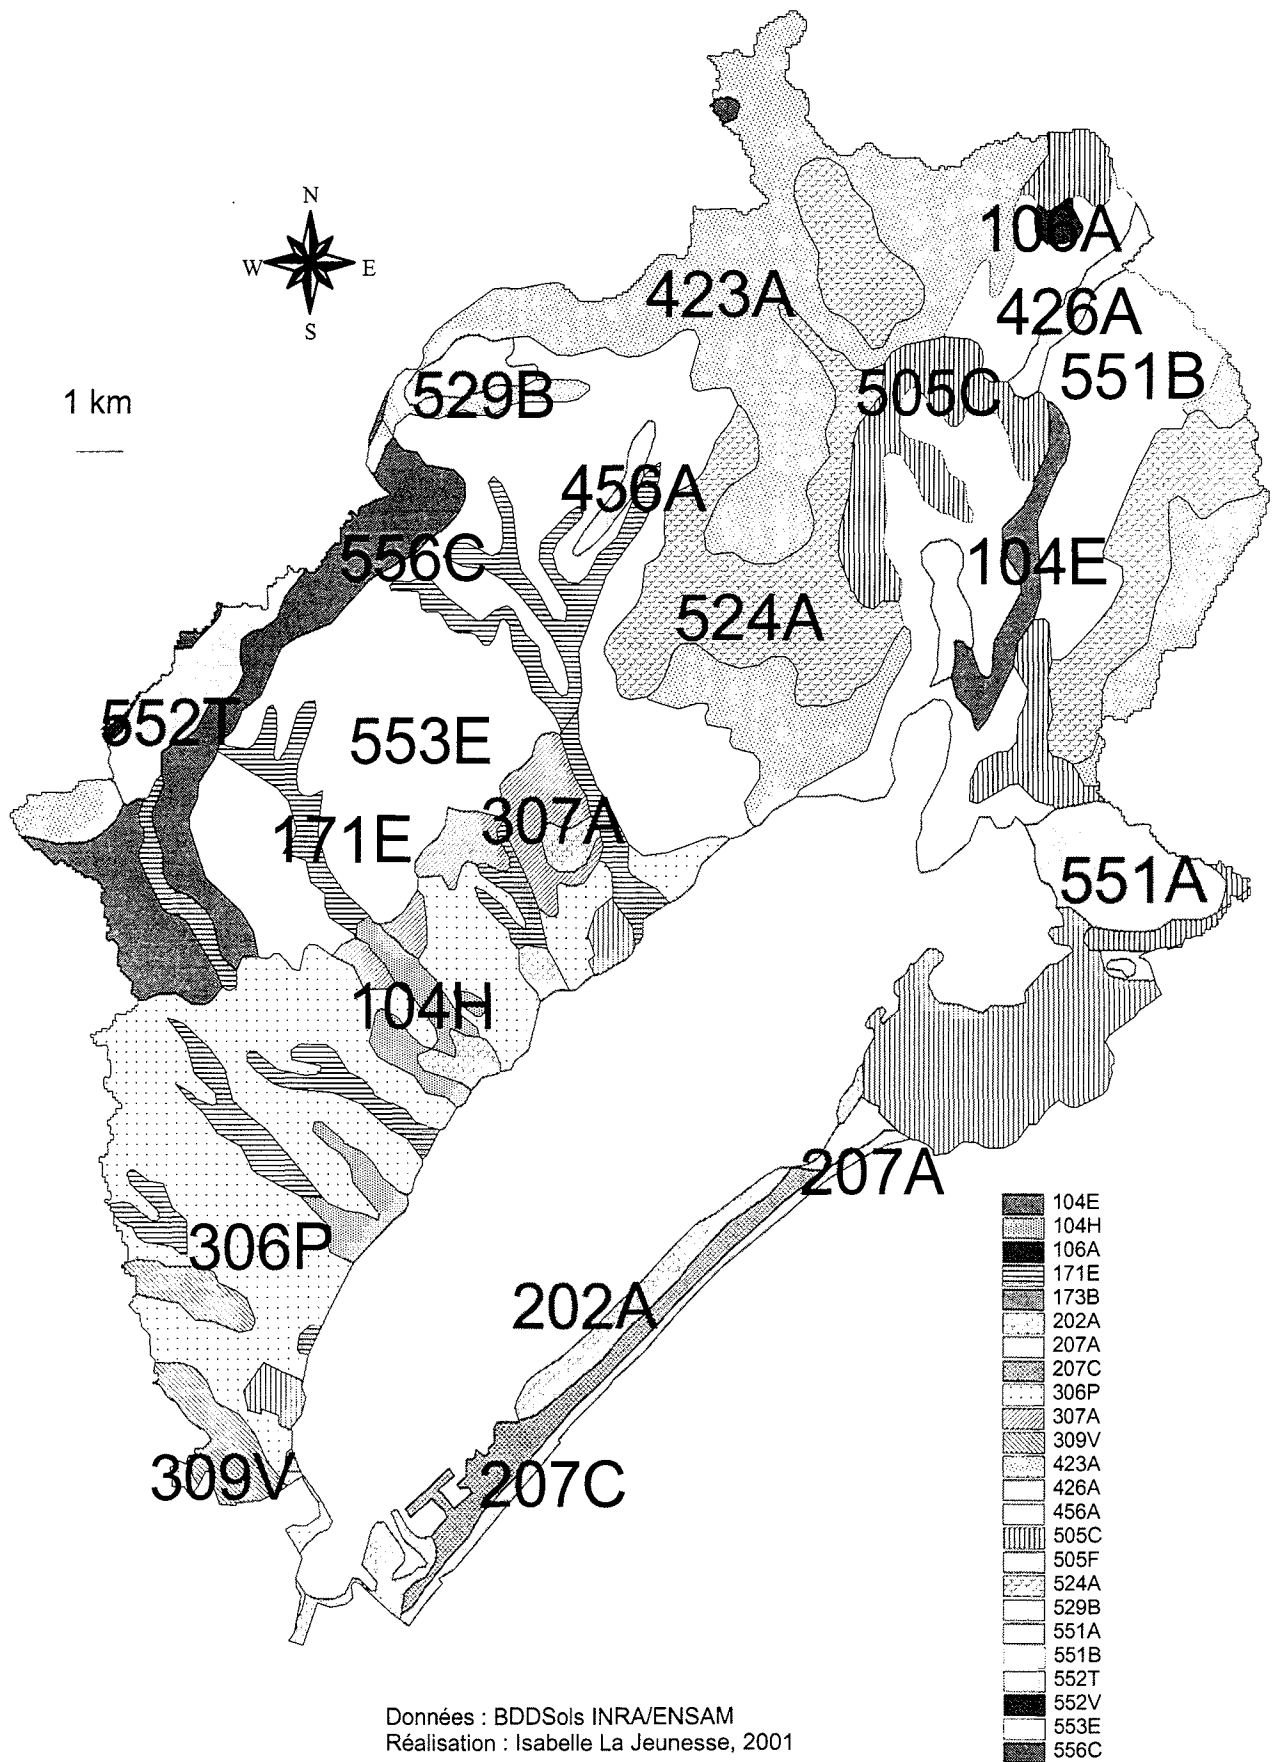 N
W E
S
1 km
106A
423A
426A
551B
529B
505C
456A
556C
104E
524A
552T
553E
307A
171E
551A
104H
207A
306P
202A
309V
207C
104E
104H
106A
171E
173B
202A
207A
207C
306P
307A
309V
423A
426A
456A
505C
505F
524A
529B
551A
551B
552T
552V
553E
556C
Données : BDDSols INRA/ENSAM
Réalisation : Isabelle La Jeunesse, 2001